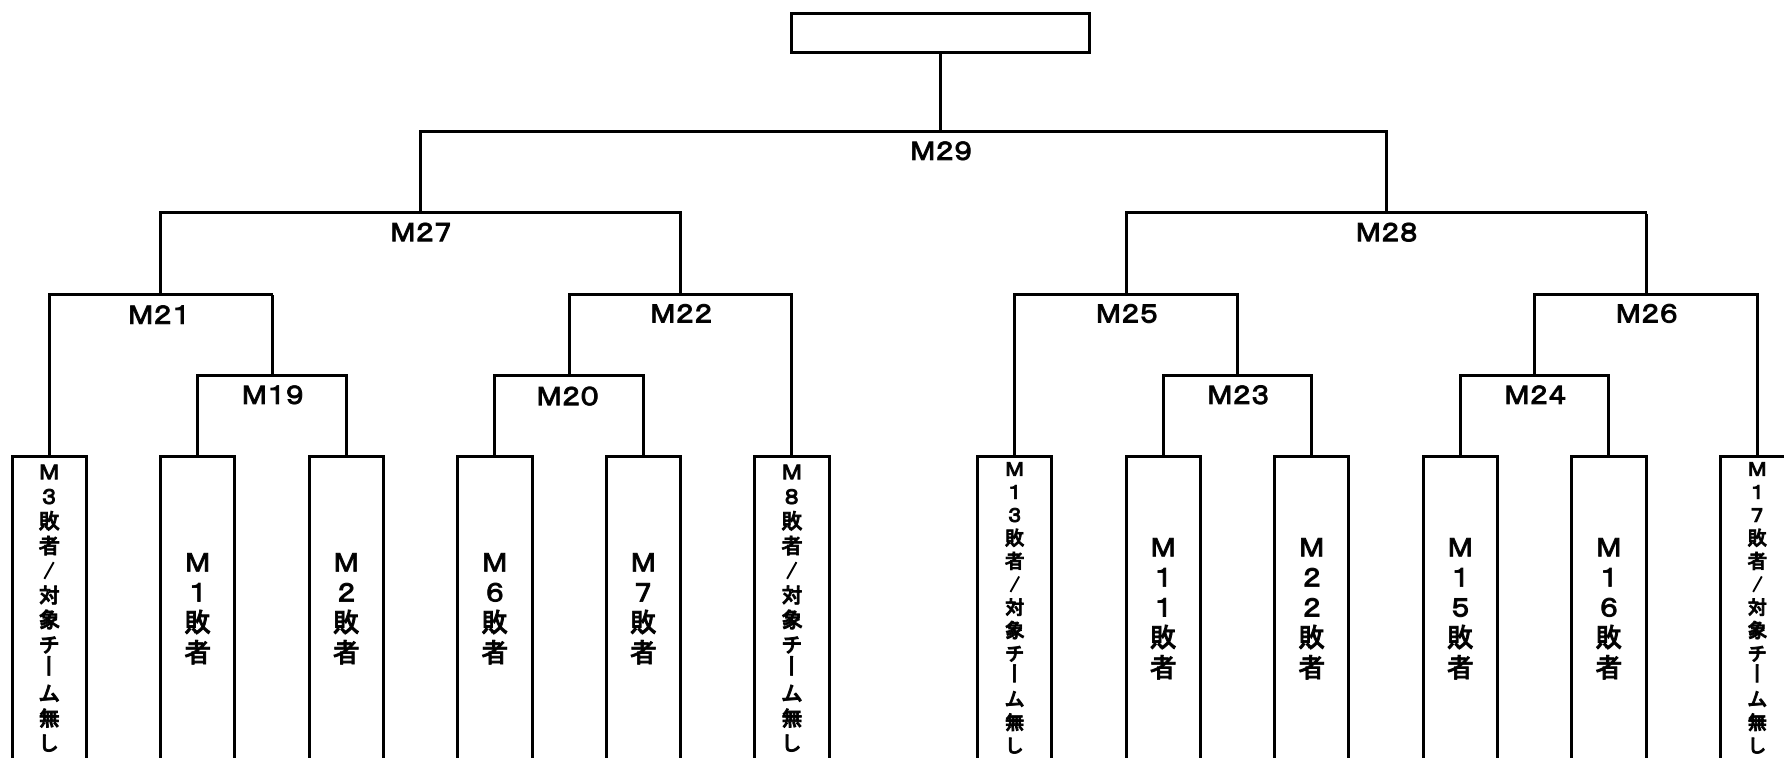 M29
M27
M28
M21
M22
M25
M26
M19
M20
M23
M24
M3敗者/対象チーム無し
M1敗者
M2敗者
M6敗者
M7敗者
M8敗者/対象チーム無し
M13敗者/対象チーム無し
M11敗者
M22敗者
M15敗者
M16敗者
M17敗者/対象チーム無し